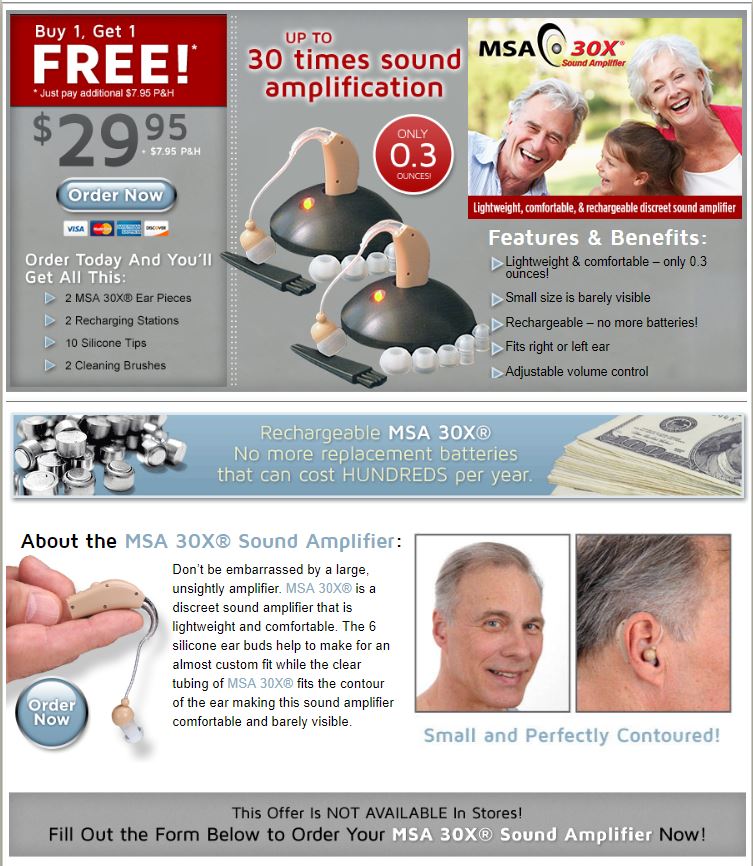 Buy 1, Get 1
FREE!*
* Just pay additional $7.95 P&H
$29 95
+ $7.95 P&H
Order Now
VISA MasterCard AMERICAN EXPRESS DISCOVER
Order Today And You'll
Get All This:
2 MSA 30X® Ear Pieces
2 Recharging Stations
10 Silicone Tips
2 Cleaning Brushes
UP TO
30 times sound
amplification
ONLY
0.3
OUNCES!
MSA 30X®
Sound Amplifier
Lightweight, comfortable, & rechargeable discreet sound amplifier
Features & Benefits:
Lightweight & comfortable – only 0.3
ounces!
Small size is barely visible
Rechargeable – no more batteries!
Fits right or left ear
Adjustable volume control
Rechargeable MSA 30X®
No more replacement batteries
that can cost HUNDREDS per year.
About the MSA 30X® Sound Amplifier:
Don't be embarrassed by a large,
unsightly amplifier. MSA 30X® is a
discreet sound amplifier that is
lightweight and comfortable. The 6
silicone ear buds help to make for an
almost custom fit while the clear
tubing of MSA 30X® fits the contour
of the ear making this sound amplifier
comfortable and barely visible.
Order
Now
Small and Perfectly Contoured!
This Offer Is NOT AVAILABLE In Stores!
Fill Out the Form Below to Order Your MSA 30X® Sound Amplifier Now!